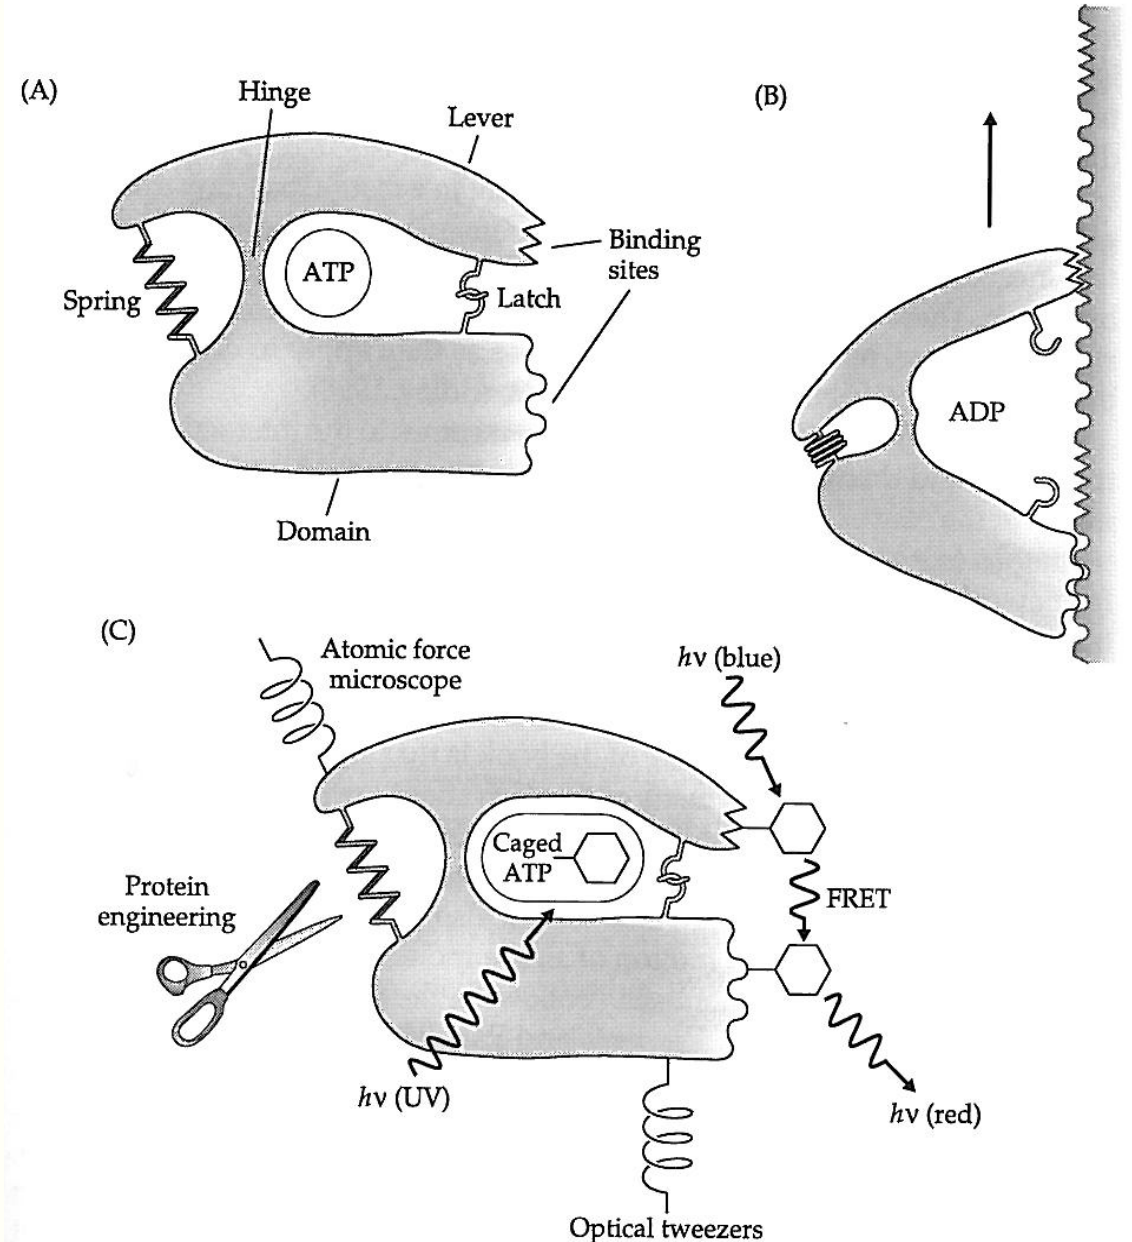 (A)
Hinge
Lever
(B)
Binding
sites
ATP
Spring
Latch
ADP
Domain
(C)
Atomic force
microscope
hν (blue)
Caged
ATP
Protein
engineering
FRET
hν (UV)
hν (red)
Optical tweezers